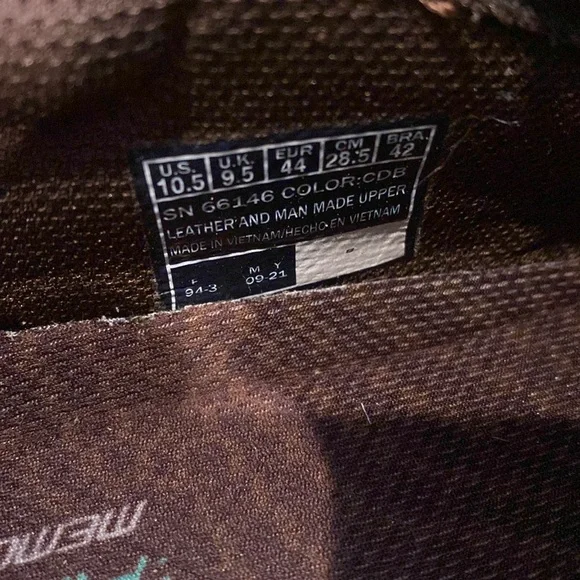 U.S. U.K. EUR CM BRA.
10.5 9.5 44 28.5 42
SN 66146 COLOR:CDB
LEATHER AND MAN MADE UPPER
MADE IN VIETNAM/HECHO EN VIETNAM
F M Y
94-3 09-21
MEMO